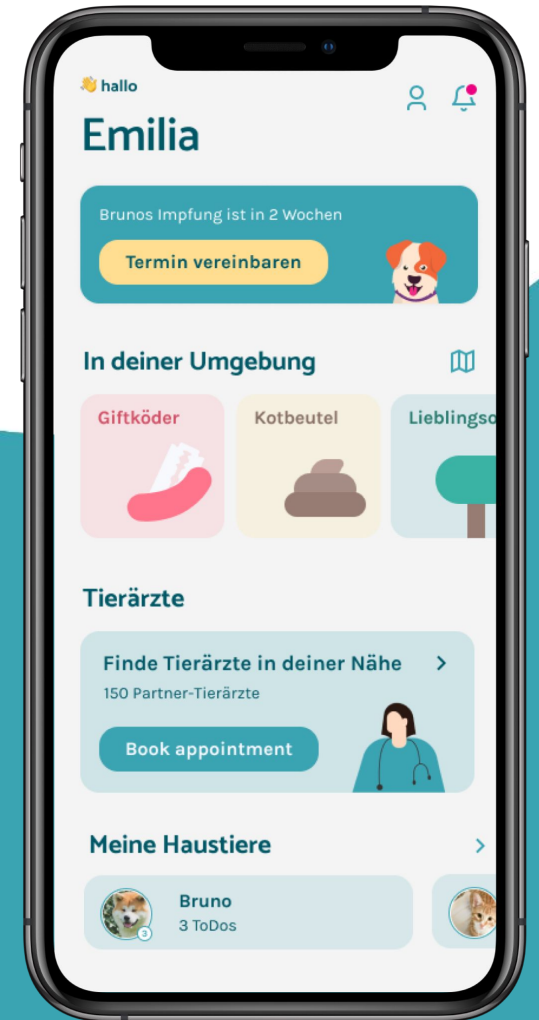 👋 hallo
Emilia
Brunos Impfung ist in 2 Wochen
Termin vereinbaren
In deiner Umgebung
Giftköder
Kotbeutel
Lieblingso
Tierärzte
Finde Tierärzte in deiner Nähe
150 Partner-Tierärzte
Book appointment
Meine Haustiere
Bruno
3 ToDos
3